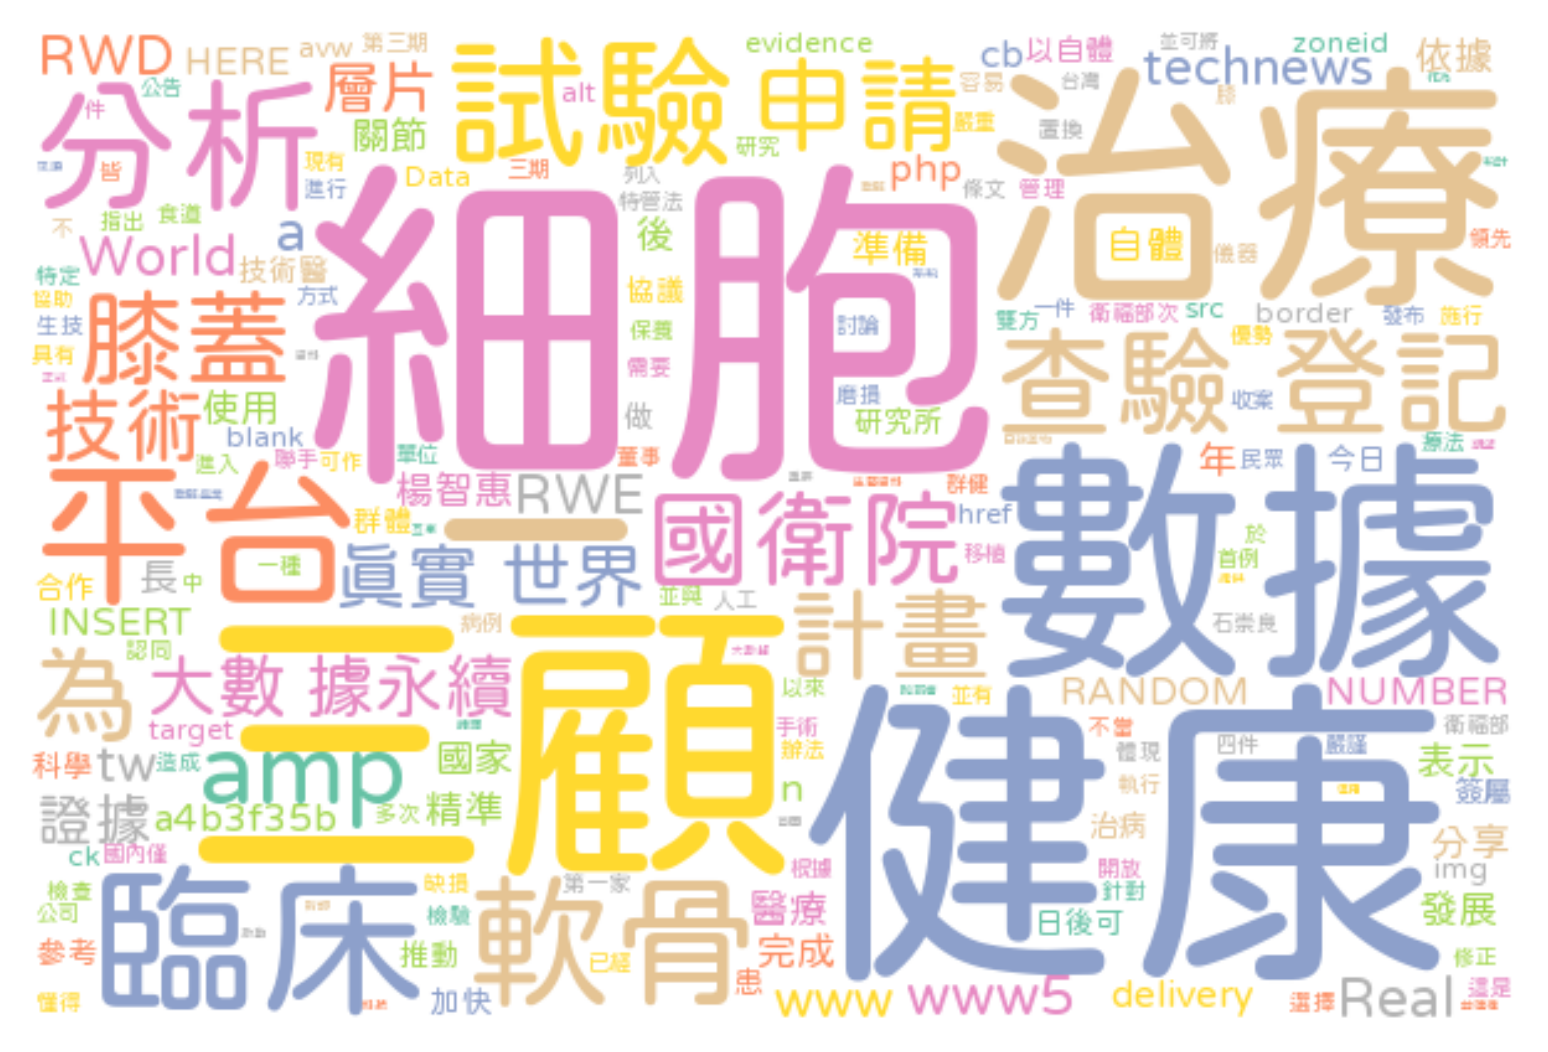 RWD HERE avw 第三期 evidence cb 以自體 並可將 zoneid 依據
公告 層片 試驗 申請 alt 容易 technews 台灣
分析 件 關節 嚴重 置換 治療 膝
皆 現有 研究
進行 Data 三期 列入 php 條文 管理
不 指出 食道 特管法
World a 後 準備 自體 儀器 領先
特定 技術醫 細胞
協助 方式 協議 雙方 一件 衛福部次 src border 發布 施行
生技 膝蓋 保養 討論 查驗 登記 優勢
具有 需要
技術 使用 做 磨損 收案
blank 研究所
進入 聯手 可作 單位 董事 年 民眾 今日 療法
平台 楊智惠 RWE 群健 數據
群體 國衛院 href
一種 真實 世界 移植 於
合作 長 中 首例
INSERT 並與 人工 計畫 石崇良
認同 病例
為 大數 據永續 顧 以來 並有 RANDOM NUMBER
target 手術 不當 衛福部
科學 tw 造成 amp 國家 辦法 體現 四件 嚴謹 表示
n 健康 執行 簽屬
證據 a4b3f35b 多次 精準 治病 分享
ck 國內僅 根據 開放 img
檢查 臨床 缺損 軟骨 第一家 醫療 針對 發展
公司 檢驗 日後可
參考 推動 已經 完成 修正
懂得 加快 患 www www5 delivery 選擇 Real 這是